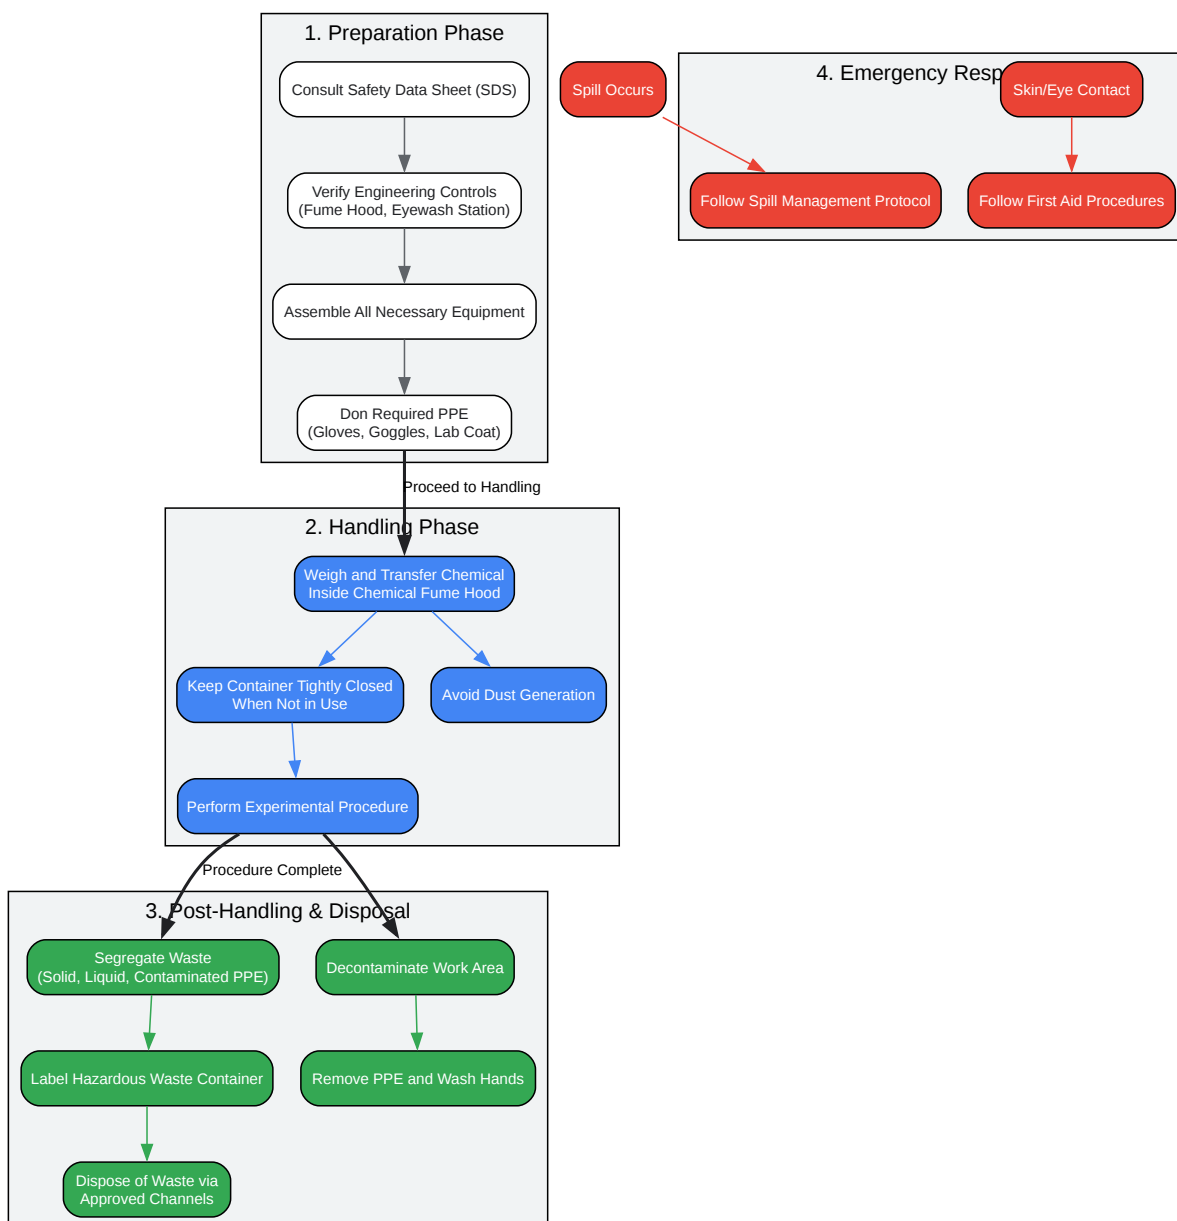 1. Preparation Phase
Consult Safety Data Sheet (SDS)
Verify Engineering Controls
(Fume Hood, Eyewash Station)
Assemble All Necessary Equipment
Don Required PPE
(Gloves, Goggles, Lab Coat)
Spill Occurs
4. Emergency Resp
Skin/Eye Contact
Follow Spill Management Protocol
Follow First Aid Procedures
Proceed to Handling
2. Handling Phase
Weigh and Transfer Chemical
Inside Chemical Fume Hood
Keep Container Tightly Closed
When Not in Use
Avoid Dust Generation
Perform Experimental Procedure
Procedure Complete
3. Post-Handling & Disposal
Segregate Waste
(Solid, Liquid, Contaminated PPE)
Decontaminate Work Area
Label Hazardous Waste Container
Remove PPE and Wash Hands
Dispose of Waste via
Approved Channels